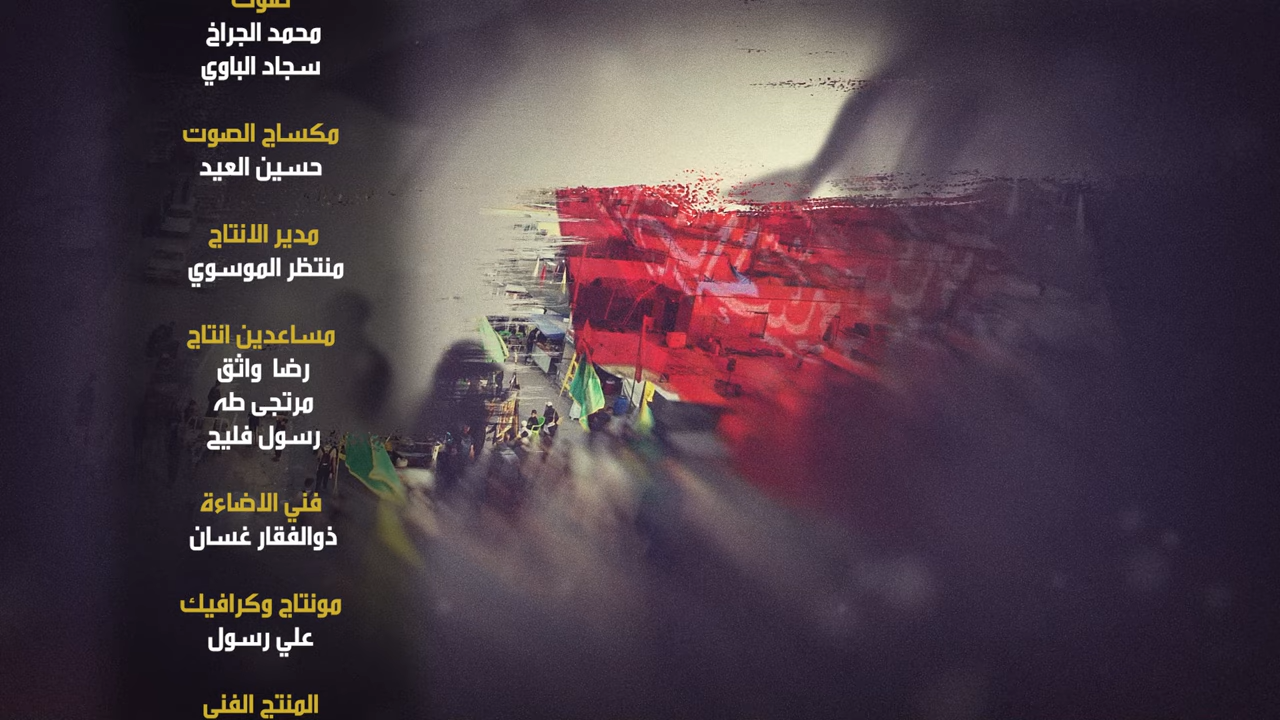 صوت
محمد الجراخ
سجاد الباوي
مكساج الصوت
حسين العيد
مدير الانتاج
منتظر الموسوي
مساعدين انتاج
رضا واثق
مرتجى طه
رسول فليح
فني الاضاءة
ذوالفقار غسان
مونتاج وكرافيك
علي رسول
المنتج الفني